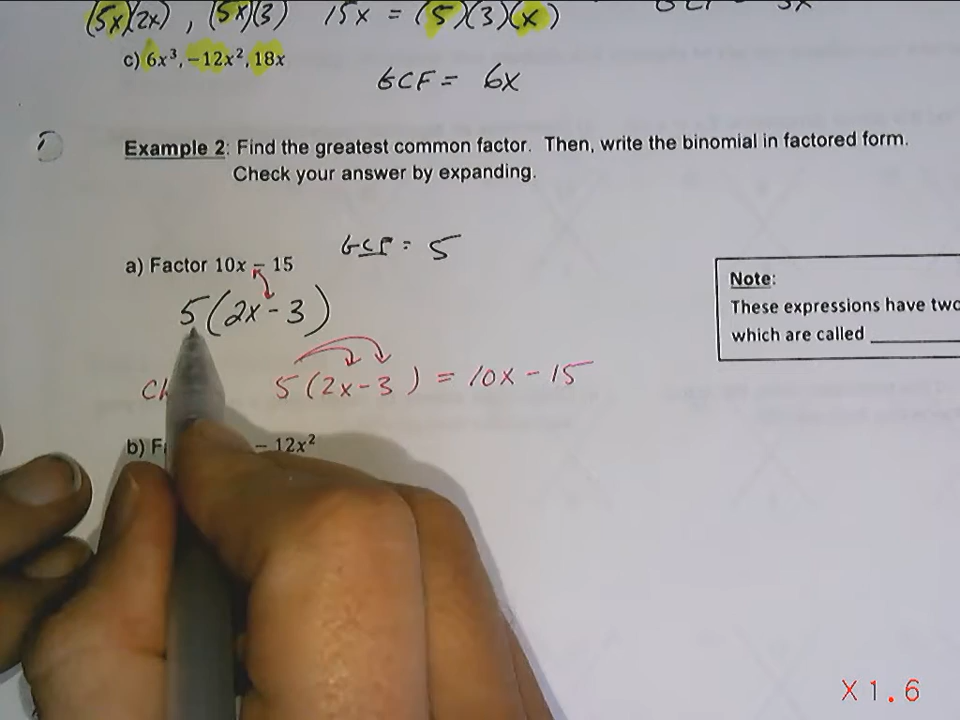 (5x)(2x) , (5x)(3) 15x = (5)(3)(x)
c) 6x³, −12x², 18x
GCF = 6x
Example 2: Find the greatest common factor. Then, write the binomial in factored form.
Check your answer by expanding.
GCF = 5
a) Factor 10x − 15
5(2x - 3)
Note:
These expressions have two
which are called
Ch 5(2x-3) = 10x - 15
b) F − 12x²
X1.6